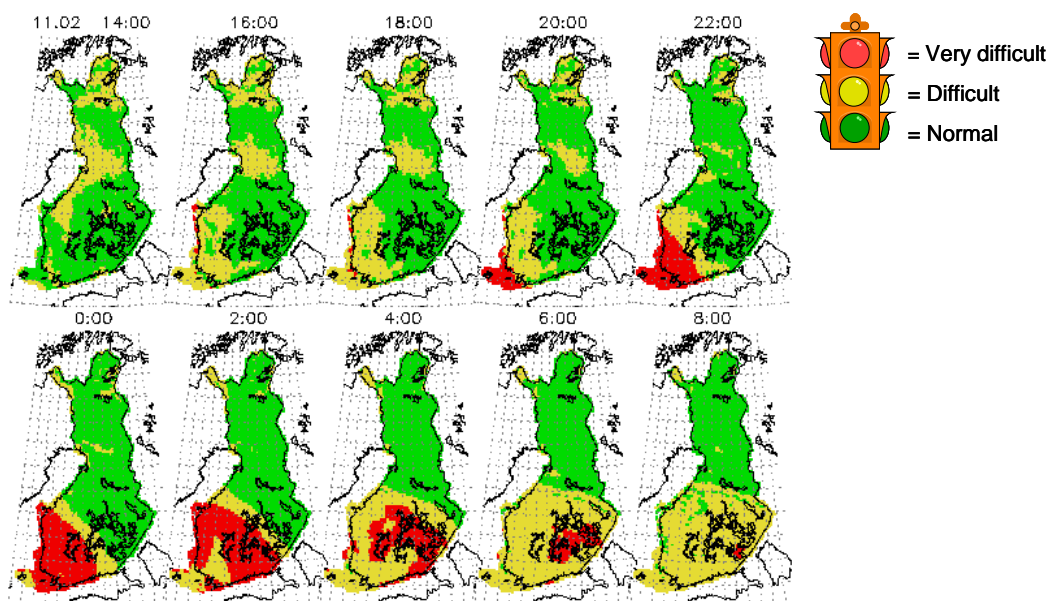 11.02 14:00 16:00 18:00 20:00 22:00
= Very difficult
= Difficult
= Normal
0:00 2:00 4:00 6:00 8:00